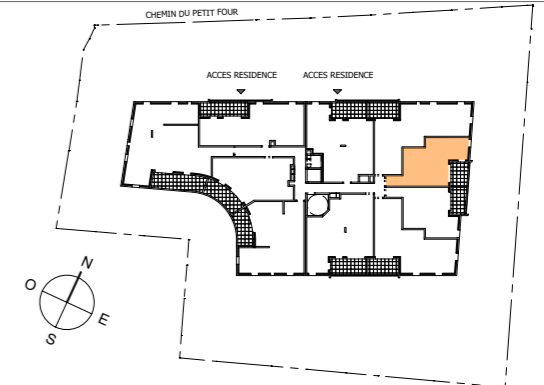 CHEMIN DU PETIT FOUR
ACCES RESIDENCE
ACCES RESIDENCE
N
O
E
S